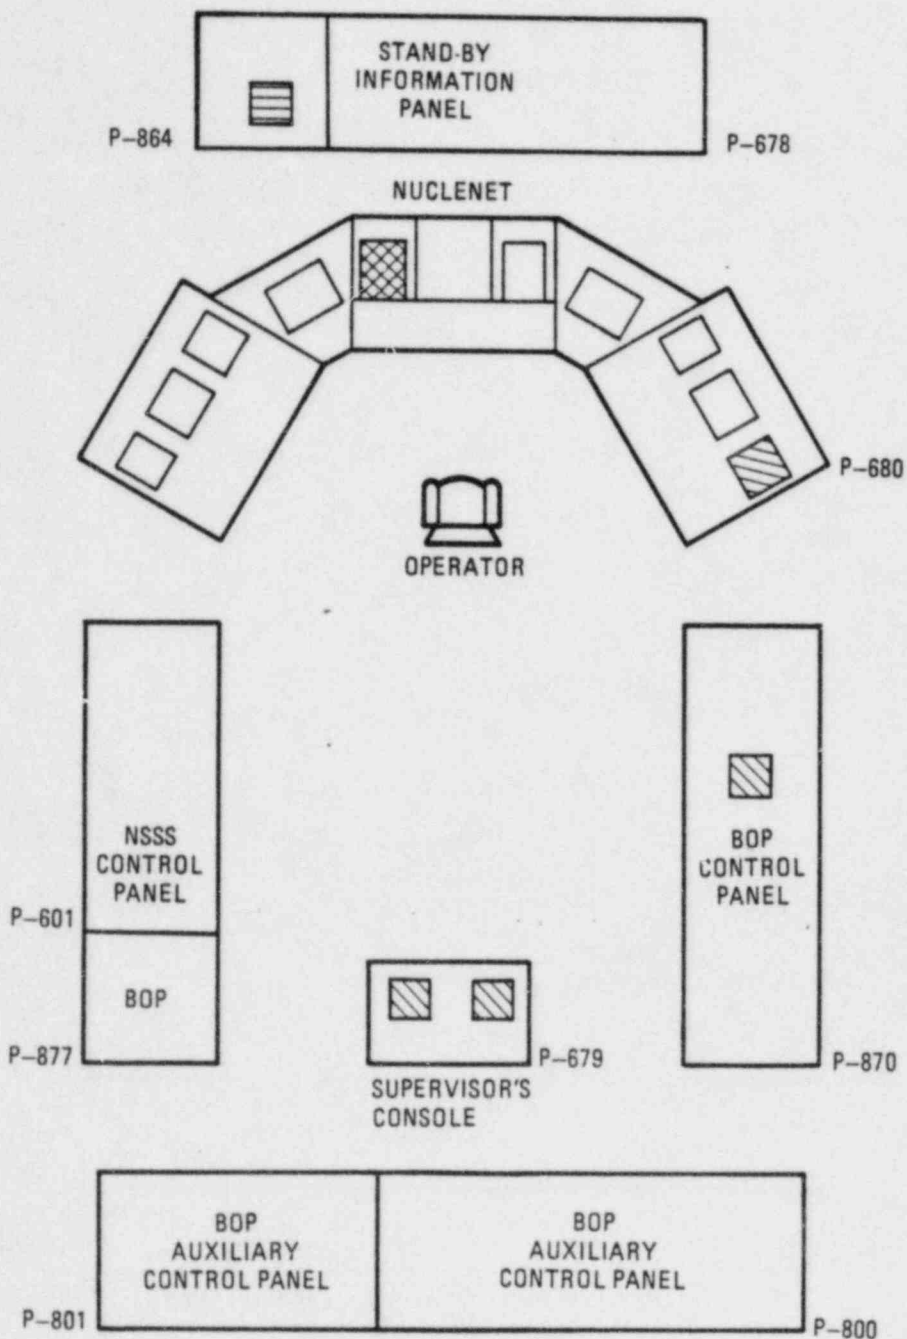 STAND-BY
INFORMATION
PANEL
P-864
P-678
NUCLENET
P-680
OPERATOR
NSSS
CONTROL
PANEL
BOP
CONTROL
PANEL
P-601
BOP
P-877
P-679
P-870
SUPERVISOR'S
CONSOLE
BOP
AUXILIARY
CONTROL PANEL
BOP
AUXILIARY
CONTROL PANEL
P-801
P-800